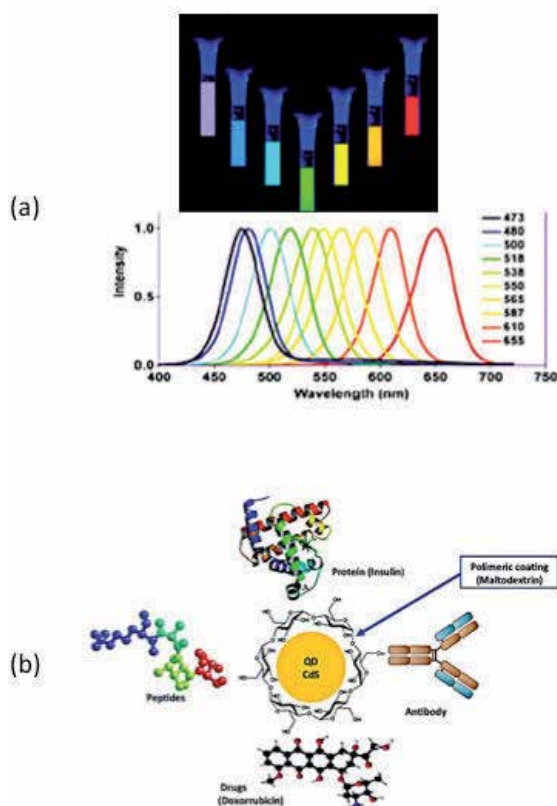 (a)
1.0
0.5
0.0
Intensity
473
480
500
518
538
550
565
587
610
655
400 450 500 550 600 650 700 750
Wavelength (nm)
(b)
Protein (Insulin)
Polimeric coating
(Maltodextrin)
QD
CdS
Peptides
Antibody
Drugs
(Doxorrubicin)